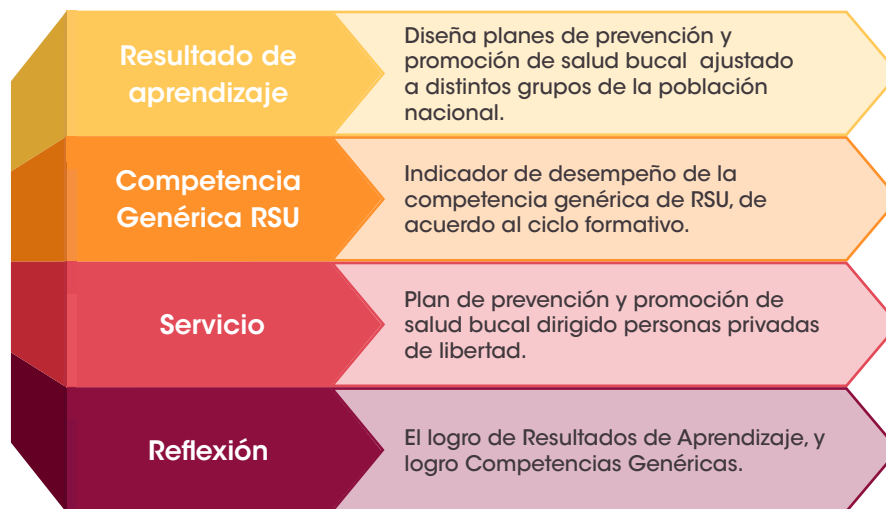 Resultado de
aprendizaje
Diseña planes de prevención y
promoción de salud bucal ajustado
a distintos grupos de la población
nacional.
Competencia
Genérica RSU
Indicador de desempeño de la
competencia genérica de RSU, de
acuerdo al ciclo formativo.
Servicio
Plan de prevención y promoción de
salud bucal dirigido personas privadas
de libertad.
Reflexión
El logro de Resultados de Aprendizaje, y
logro Competencias Genéricas.